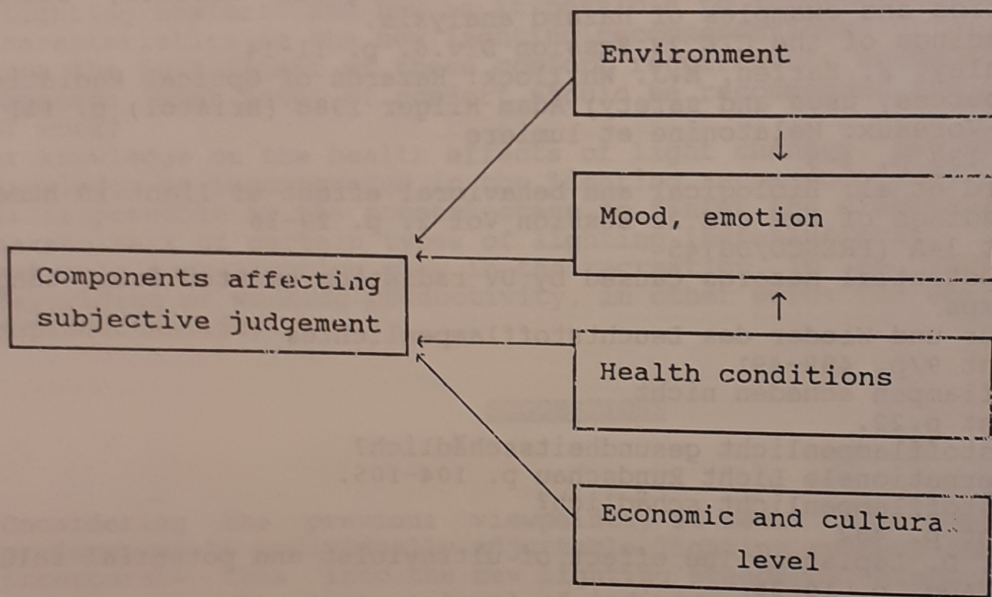 Environment
Mood, emotion
Components affecting
subjective judgement
Health conditions
Economic and cultura
level